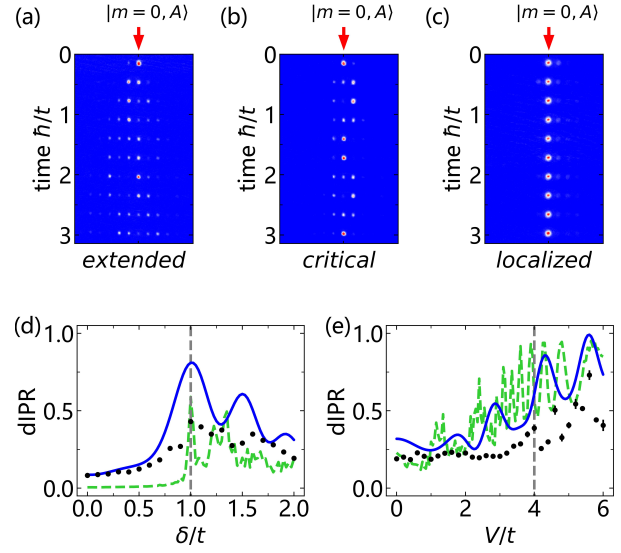 (a) |m = 0, A⟩ (b) |m = 0, A⟩ (c) |m = 0, A⟩
0 0 0
1 1 1
2 2 2
3 3 3
time ħ/t time ħ/t time ħ/t
extended critical localized
(d) (e)
1.0 1.0
0.5 0.5
0.0 0.0
dIPR dIPR
0.0 0.5 1.0 1.5 2.0 0 2 4 6
δ/t V/t